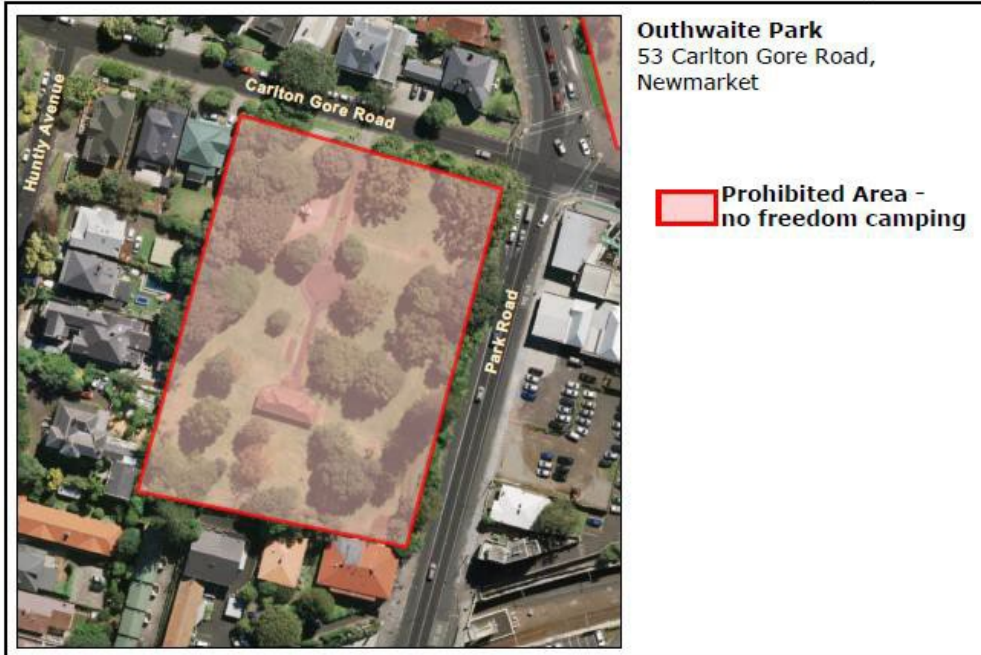 Outhwaite Park
53 Carlton Gore Road,
Newmarket
Prohibited Area -
no freedom camping
Carlton Gore Road
Huntly Avenue
Park Road